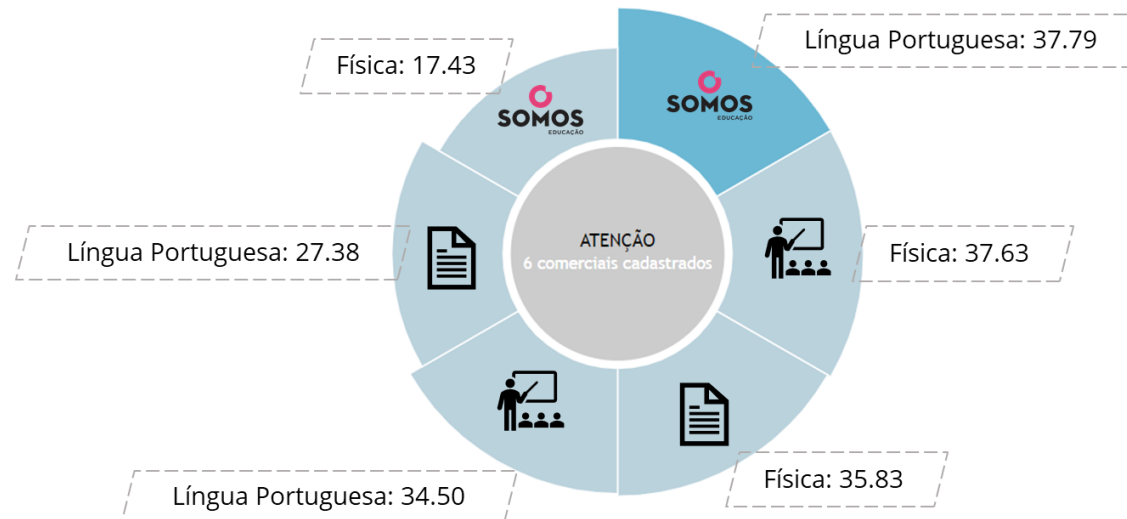 Língua Portuguesa: 37.79
Física: 17.43
SOMOS
EDUCAÇÃO
SOMOS
EDUCAÇÃO
Língua Portuguesa: 27.38
ATENÇÃO
6 comerciais cadastrados
Física: 37.63
Língua Portuguesa: 34.50
Física: 35.83